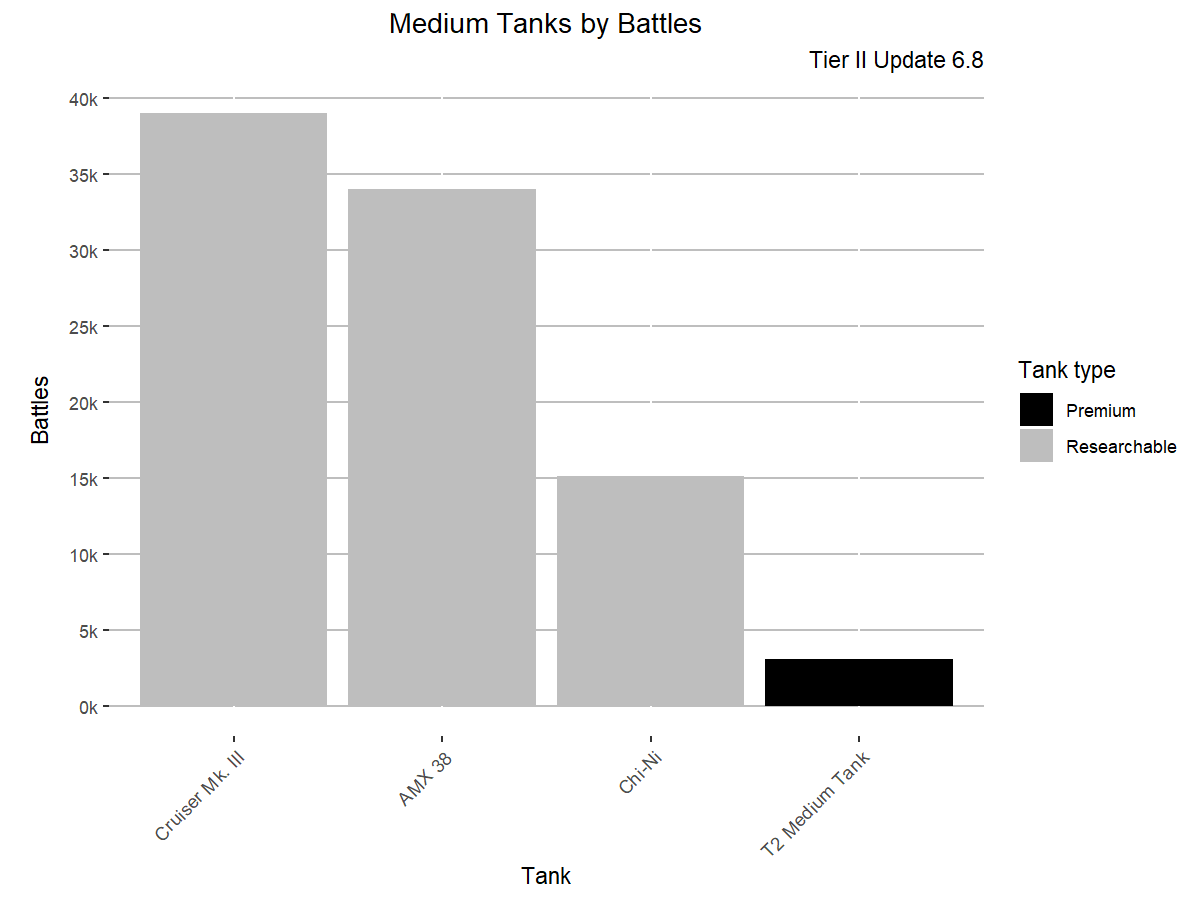 Medium Tanks by Battles
Tier II Update 6.8
40k
35k
30k
25k
20k
15k
10k
5k
0k
Battles
Cruiser Mk. III
AMX 38
Chi-Ni
T2 Medium Tank
Tank
Tank type
Premium
Researchable